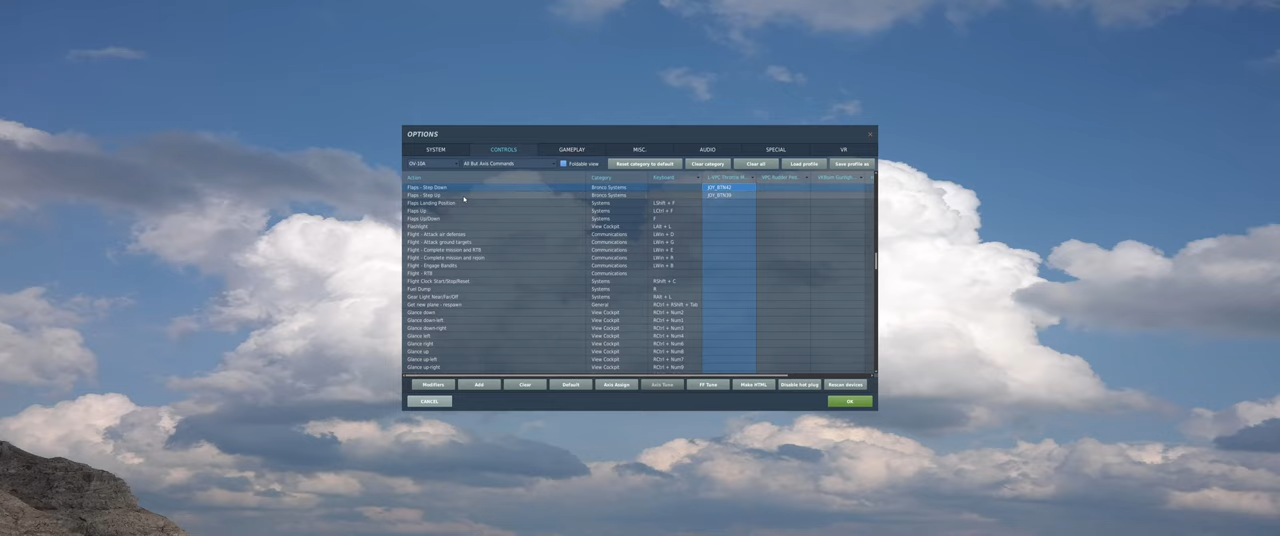 OPTIONS
SYSTEM CONTROLS GAMEPLAY MISC. AUDIO SPECIAL VR
OV-10A All But Axis Commands Foldable view Reset category to default Clear category Clear all Load profile Save profile as
Action Category Keyboard
Flaps - Step Down Bronco Systems JOY_BTN42
Flaps - Step Up Bronco Systems JOY_BTN36
Flaps Landing Position Systems LShift + F
Flaps Up Systems LCtrl + F
Flaps Up/Down Systems F
Flashlight View Cockpit LAlt + L
Flight - Attack air defenses Communications LWin + D
Flight - Attack ground targets Communications LWin + G
Flight - Complete mission and RTB Communications LWin + E
Flight - Complete mission and rejoin Communications LWin + R
Flight - Engage Bandits Communications LWin + B
Flight - RTB Communications
Flight Clock Start/Stop/Reset Systems RShift + C
Fuel Dump Systems R
Gear Light Near/Far/Off Systems RAlt + L
Get new plane - respawn General RCtrl + RShift + Tab
Glance down View Cockpit RCtrl + Num2
Glance down-left View Cockpit RCtrl + Num1
Glance down-right View Cockpit RCtrl + Num3
Glance left View Cockpit RCtrl + Num4
Glance right View Cockpit RCtrl + Num6
Glance up View Cockpit RCtrl + Num8
Glance up-left View Cockpit RCtrl + Num7
Glance up-right View Cockpit RCtrl + Num9
Modifiers Add Clear Default Axis Assign Axis Tune FF Tune Make HTML Disable hot plug Rescan devices
CANCEL OK